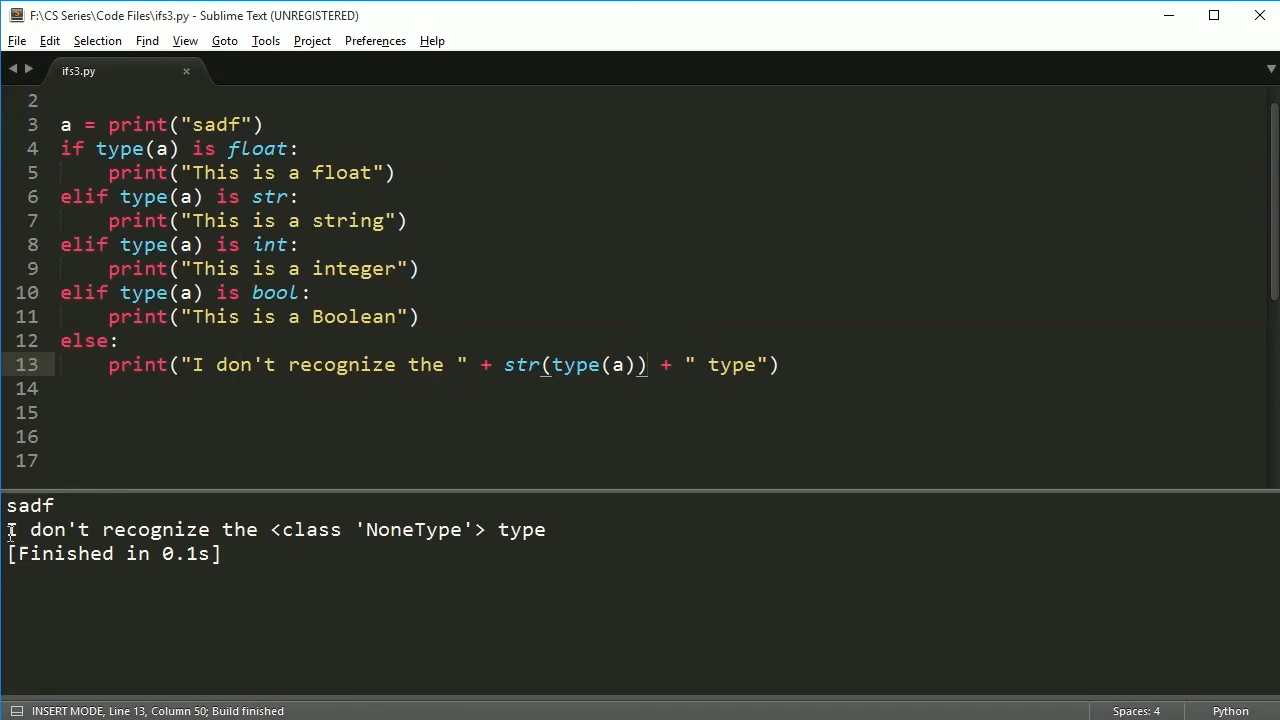 F:\CS Series\Code Files\ifs3.py - Sublime Text (UNREGISTERED)
File Edit Selection Find View Goto Tools Project Preferences Help
ifs3.py
2
3 a = print("sadf")
4 if type(a) is float:
5     print("This is a float")
6 elif type(a) is str:
7     print("This is a string")
8 elif type(a) is int:
9     print("This is a integer")
10 elif type(a) is bool:
11     print("This is a Boolean")
12 else:
13     print("I don't recognize the " + str(type(a)) + " type")
14
15
16
17
sadf
I don't recognize the <class 'NoneType'> type
[Finished in 0.1s]
INSERT MODE, Line 13, Column 50; Build finished Spaces: 4 Python